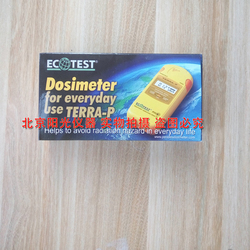 ECOTEST®
Dosimeter
for everyday
use TERRA-P
北京阳光仪器 实物拍摄 盗图必究
Helps to avoid radiation hazard in everyday life